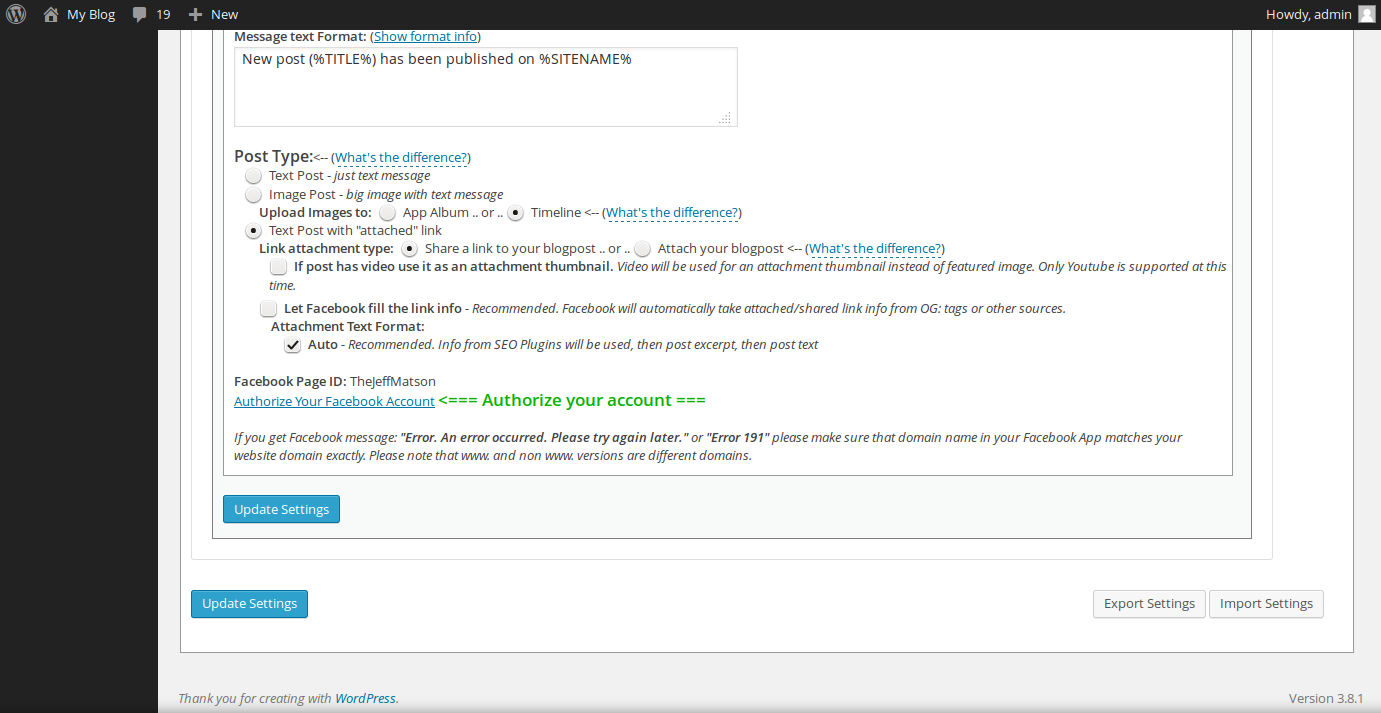 My Blog 19 New Howdy, admin
Message text Format: (Show format info)
New post (%TITLE%) has been published on %SITENAME%
Post Type:<-- (What's the difference?)
Text Post - just text message
Image Post - big image with text message
Upload Images to: App Album .. or .. Timeline <-- (What's the difference?)
Text Post with "attached" link
Link attachment type: Share a link to your blogpost .. or .. Attach your blogpost <-- (What's the difference?)
If post has video use it as an attachment thumbnail. Video will be used for an attachment thumbnail instead of featured image. Only Youtube is supported at this
time.
Let Facebook fill the link info - Recommended. Facebook will automatically take attached/shared link info from OG: tags or other sources.
Attachment Text Format:
Auto - Recommended. Info from SEO Plugins will be used, then post excerpt, then post text
Facebook Page ID: TheJeffMatson
Authorize Your Facebook Account <=== Authorize your account ===
If you get Facebook message: "Error. An error occurred. Please try again later." or "Error 191" please make sure that domain name in your Facebook App matches your
website domain exactly. Please note that www. and non www. versions are different domains.
Update Settings
Update Settings Export Settings Import Settings
Thank you for creating with WordPress. Version 3.8.1